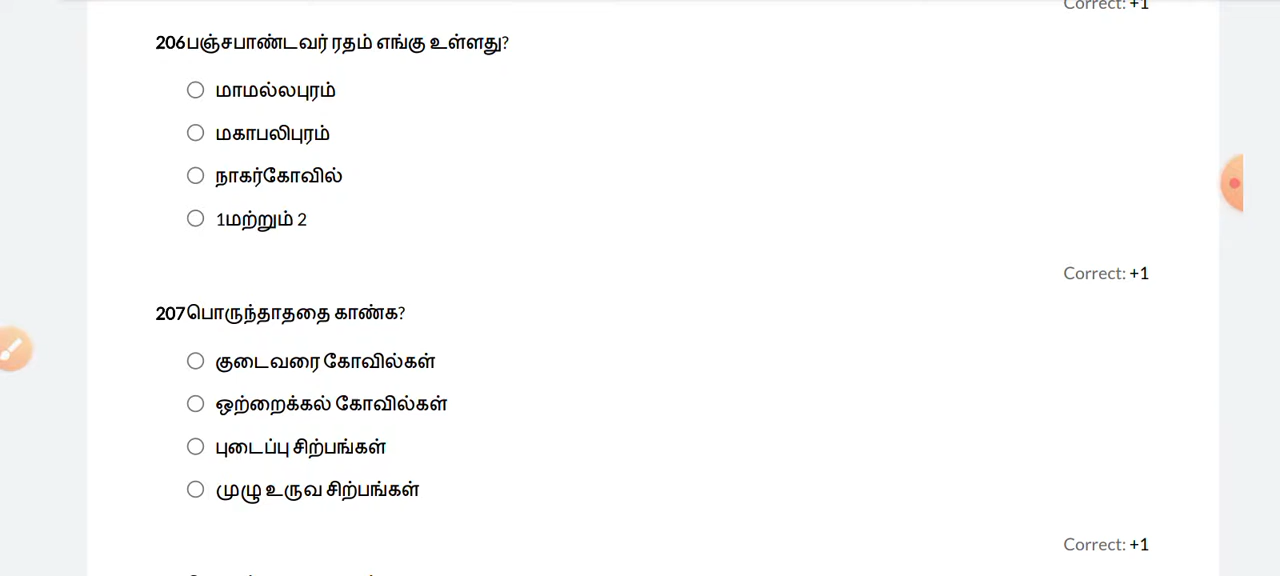 Correct: +1
206பஞ்சபாண்டவர் ரதம் எங்கு உள்ளது?
மாமல்லபுரம்
மகாபலிபுரம்
நாகர்கோவில்
1மற்றும் 2
Correct: +1
207பொருந்தாததை காண்க?
குடைவரை கோவில்கள்
ஒற்றைக்கல் கோவில்கள்
புடைப்பு சிற்பங்கள்
முழு உருவ சிற்பங்கள்
Correct: +1